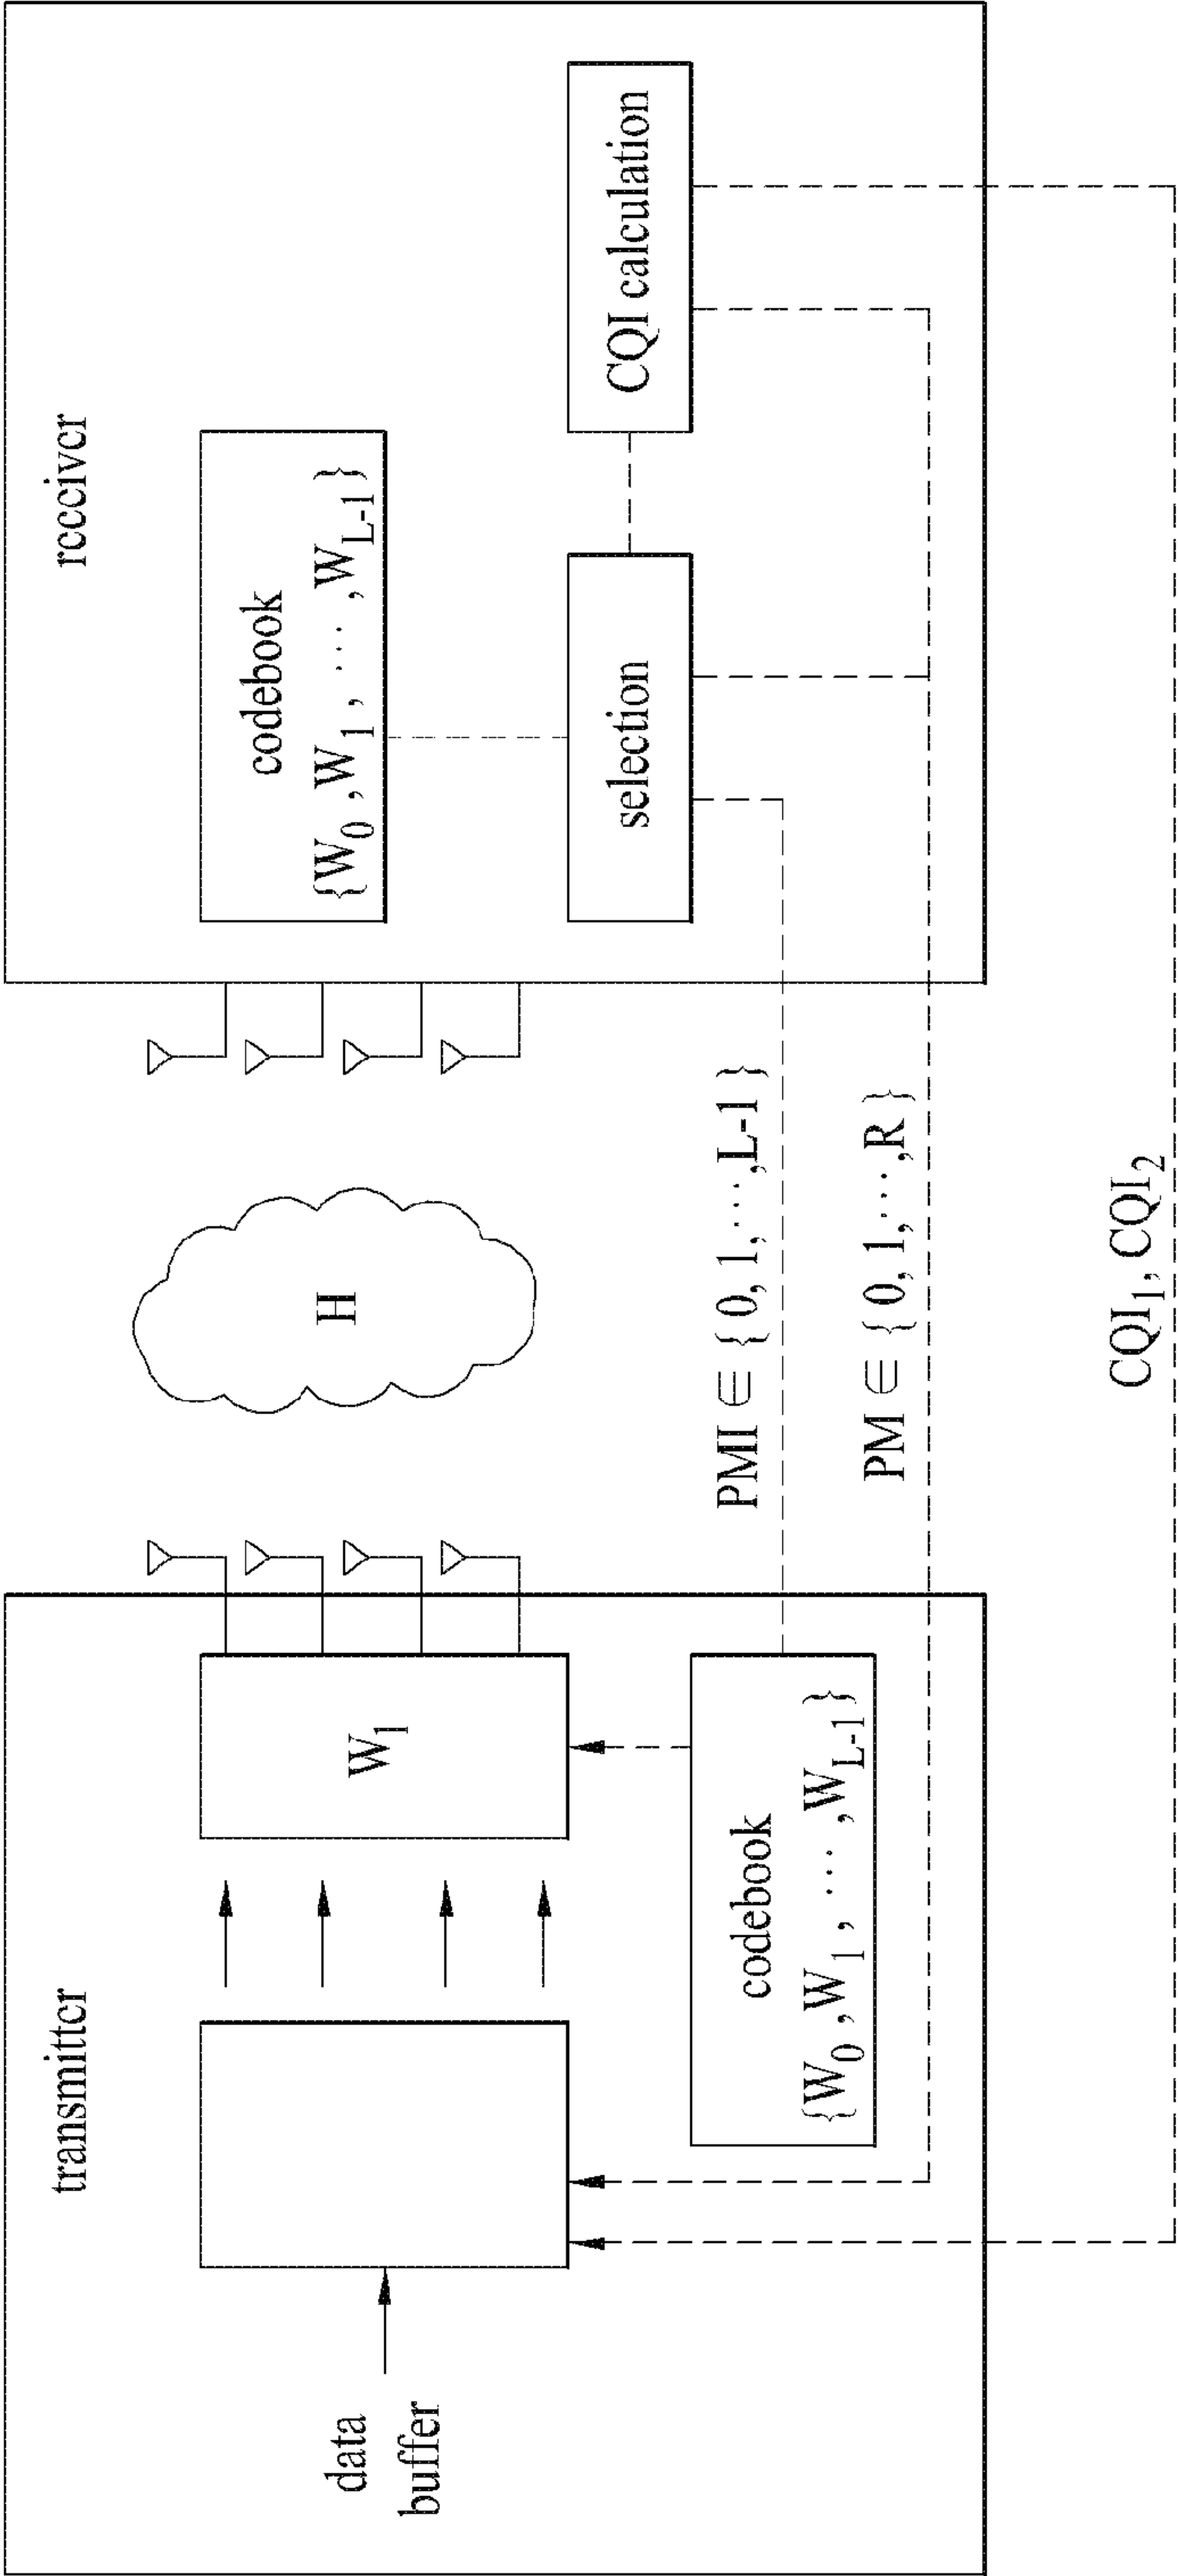 transmitter
data
buffer
W1
codebook
{W0 ,W1 , ··· ,WL-1}
H
PMI ∈ { 0, 1, ··· ,L-1 }
PM ∈ { 0, 1, ··· ,R }
CQI1, CQI2
receiver
codebook
{W0 ,W1 , ··· ,WL-1}
selection
CQI calculation